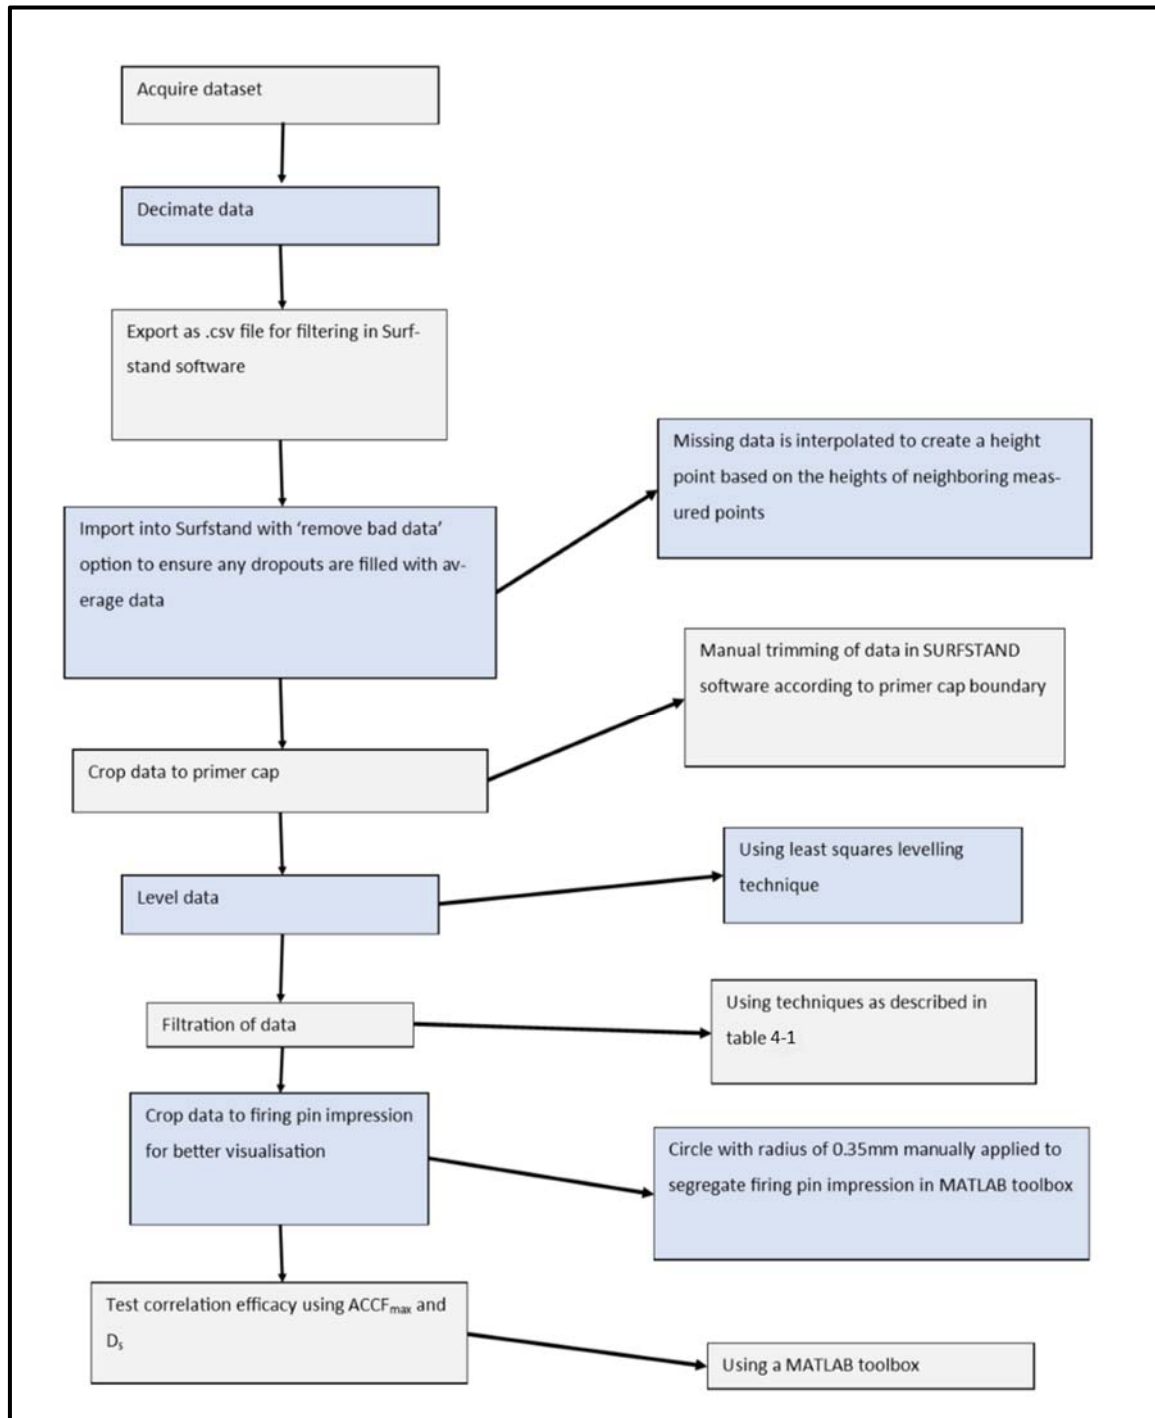 Acquire dataset
Decimate data
Export as .csv file for filtering in Surf-
stand software
Missing data is interpolated to create a height
point based on the heights of neighboring meas-
ured points
Import into Surfstand with ‘remove bad data’
option to ensure any dropouts are filled with av-
erage data
Manual trimming of data in SURFSTAND
software according to primer cap boundary
Crop data to primer cap
Using least squares levelling
technique
Level data
Using techniques as described in
table 4-1
Filtration of data
Crop data to firing pin impression
for better visualisation
Circle with radius of 0.35mm manually applied to
segregate firing pin impression in MATLAB toolbox
Test correlation efficacy using ACCFmax and
Ds
Using a MATLAB toolbox